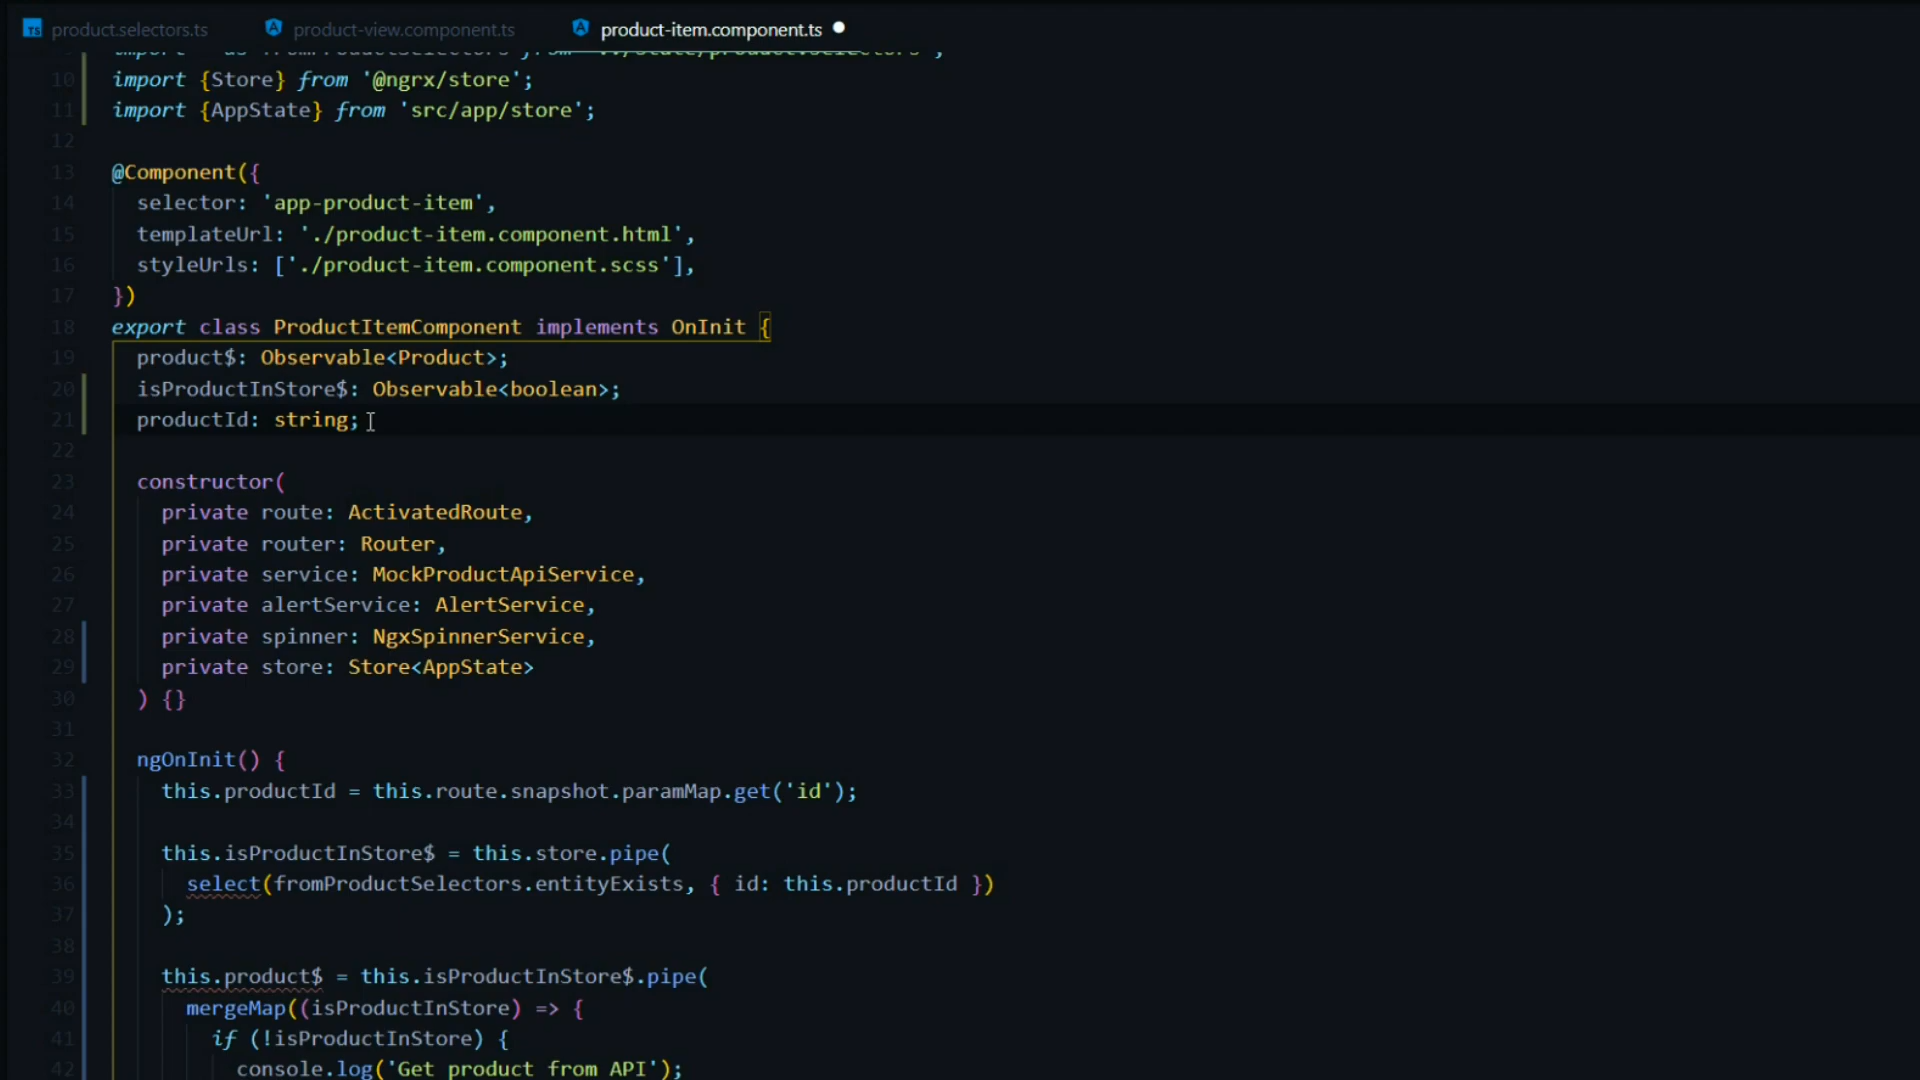 product.selectors.ts product-view.component.ts product-item.component.ts
10 import {Store} from '@ngrx/store';
11 import {AppState} from 'src/app/store';
12
13 @Component({
14 selector: 'app-product-item',
15 templateUrl: './product-item.component.html',
16 styleUrls: ['./product-item.component.scss'],
17 })
18 export class ProductItemComponent implements OnInit {
19 product$: Observable<Product>;
20 isProductInStore$: Observable<boolean>;
21 productId: string;
22
23 constructor(
24 private route: ActivatedRoute,
25 private router: Router,
26 private service: MockProductApiService,
27 private alertService: AlertService,
28 private spinner: NgxSpinnerService,
29 private store: Store<AppState>
30 ) {}
31
32 ngOnInit() {
33 this.productId = this.route.snapshot.paramMap.get('id');
34
35 this.isProductInStore$ = this.store.pipe(
36 select(fromProductSelectors.entityExists, { id: this.productId })
37 );
38
39 this.product$ = this.isProductInStore$.pipe(
40 mergeMap((isProductInStore) => {
41 if (!isProductInStore) {
42 console.log('Get product from API');